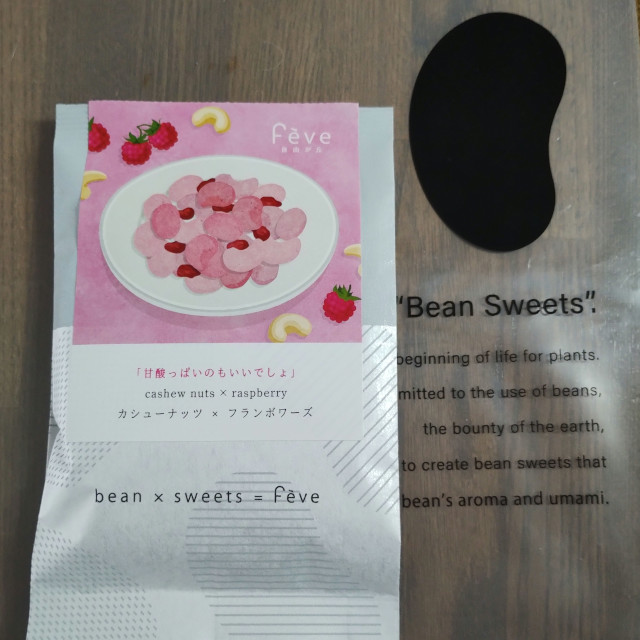 fève
「甘酸っぱいのもいいでしょ」
cashew nuts × raspberry
カシューナッツ × フランボワーズ
bean × sweets = fève
"Bean Sweets".
beginning of life for plants.
mitted to the use of beans,
the bounty of the earth,
to create bean sweets that
bean's aroma and umami.